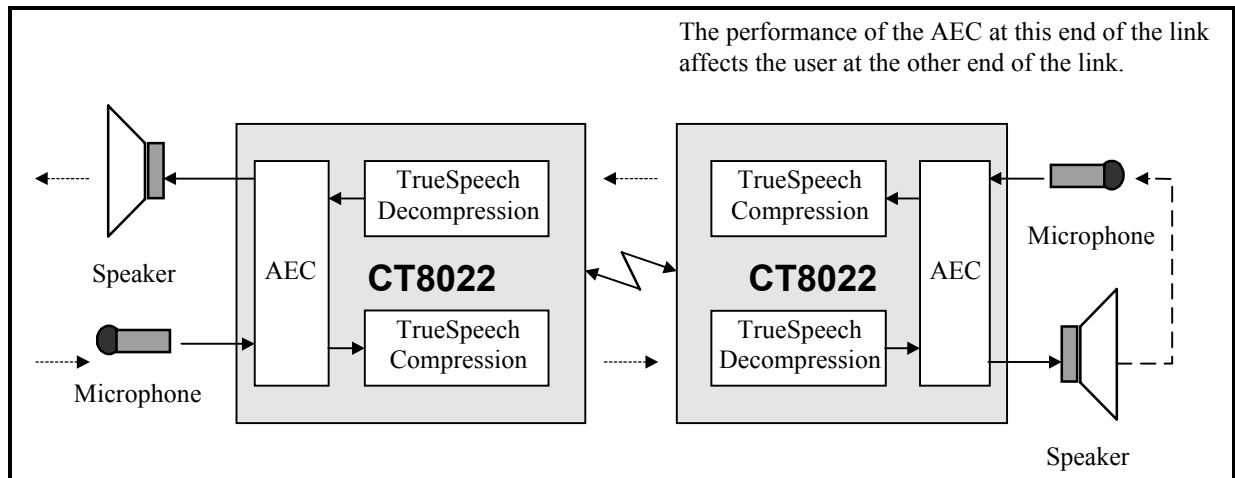 The performance of the AEC at this end of the link
affects the user at the other end of the link.
Speaker
Microphone
AEC
TrueSpeech
Decompression
CT8022
TrueSpeech
Compression
TrueSpeech
Compression
CT8022
TrueSpeech
Decompression
AEC
Microphone
Speaker